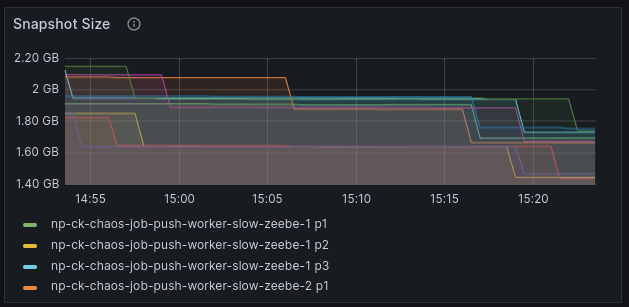 Snapshot Size
2.20 GB
2 GB
1.80 GB
1.60 GB
1.40 GB
14:55 15:00 15:05 15:10 15:15 15:20
np-ck-chaos-job-push-worker-slow-zeebe-1 p1
np-ck-chaos-job-push-worker-slow-zeebe-1 p2
np-ck-chaos-job-push-worker-slow-zeebe-1 p3
np-ck-chaos-job-push-worker-slow-zeebe-2 p1